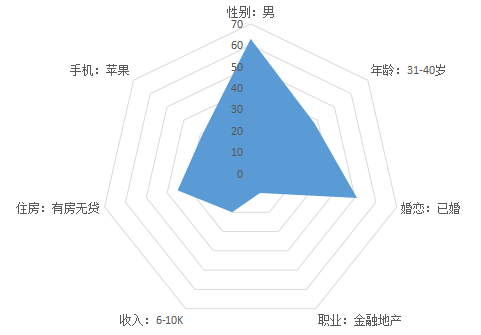 性别：男
70
60
50
40
30
20
10
0
手机：苹果
年龄：31-40岁
住房：有房无贷
婚恋：已婚
收入：6-10K
职业：金融地产